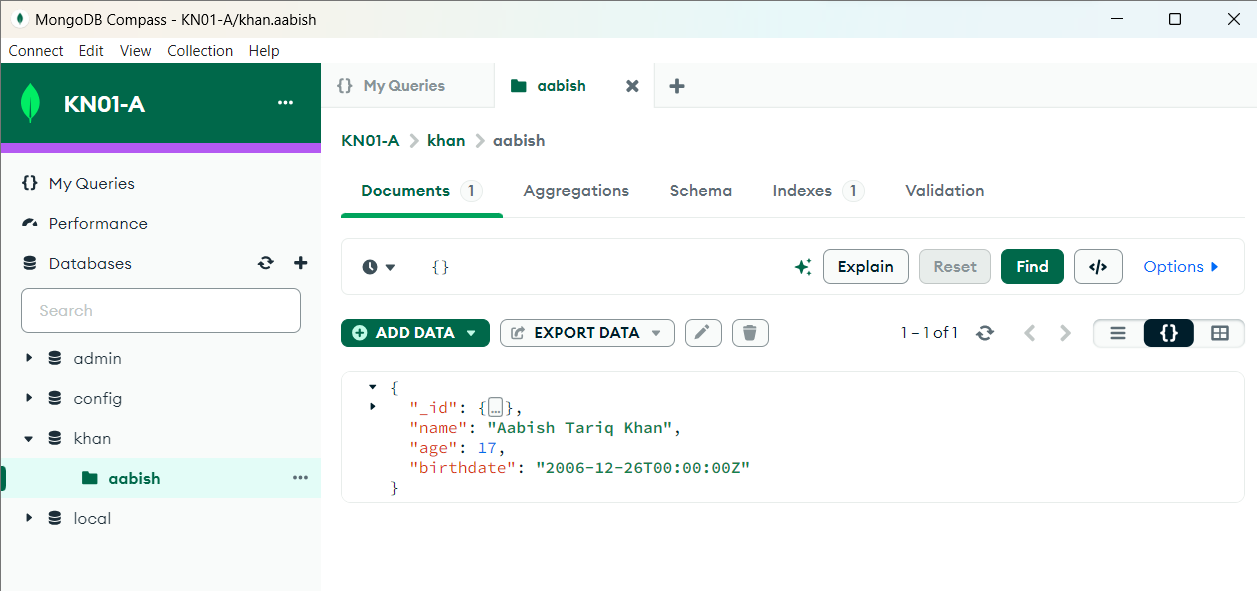 MongoDB Compass - KN01-A/khan.aabish
Connect Edit View Collection Help
KN01-A
My Queries
Performance
Databases
Search
admin
config
khan
aabish
local
{} My Queries
aabish
KN01-A > khan > aabish
Documents 1 Aggregations Schema Indexes 1 Validation
{} Explain Reset Find </> Options
ADD DATA EXPORT DATA 1 – 1 of 1 {}
{
"_id": {…},
"name": "Aabish Tariq Khan",
"age": 17,
"birthdate": "2006-12-26T00:00:00Z"
}